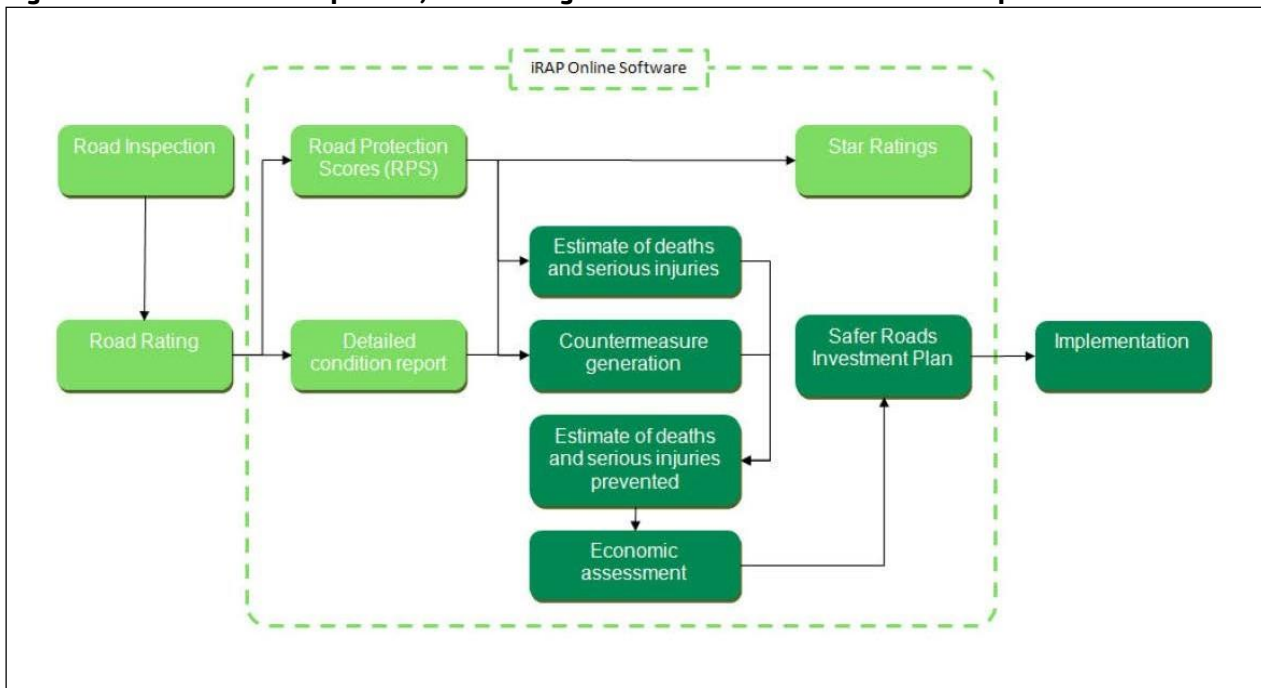 iRAP Online Software
Road Inspection
Road Protection
Scores (RPS)
Star Ratings
Estimate of deaths
and serious injuries
Road Rating
Detailed
condition report
Countermeasure
generation
Safer Roads
Investment Plan
Implementation
Estimate of deaths
and serious injuries
prevented
Economic
assessment